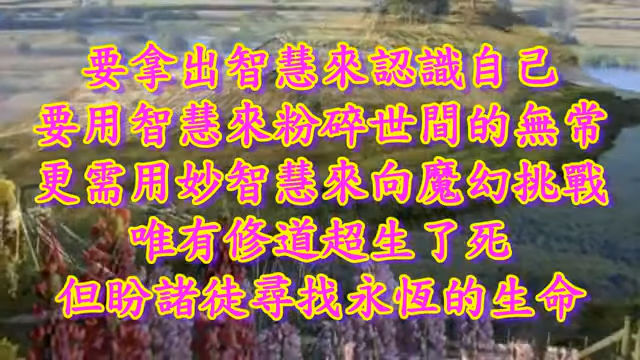 要拿出智慧來認識自己
要用智慧來粉碎世間的無常
更需用妙智慧來向魔幻挑戰
唯有修道超生了死
但盼諸徒尋找永恆的生命